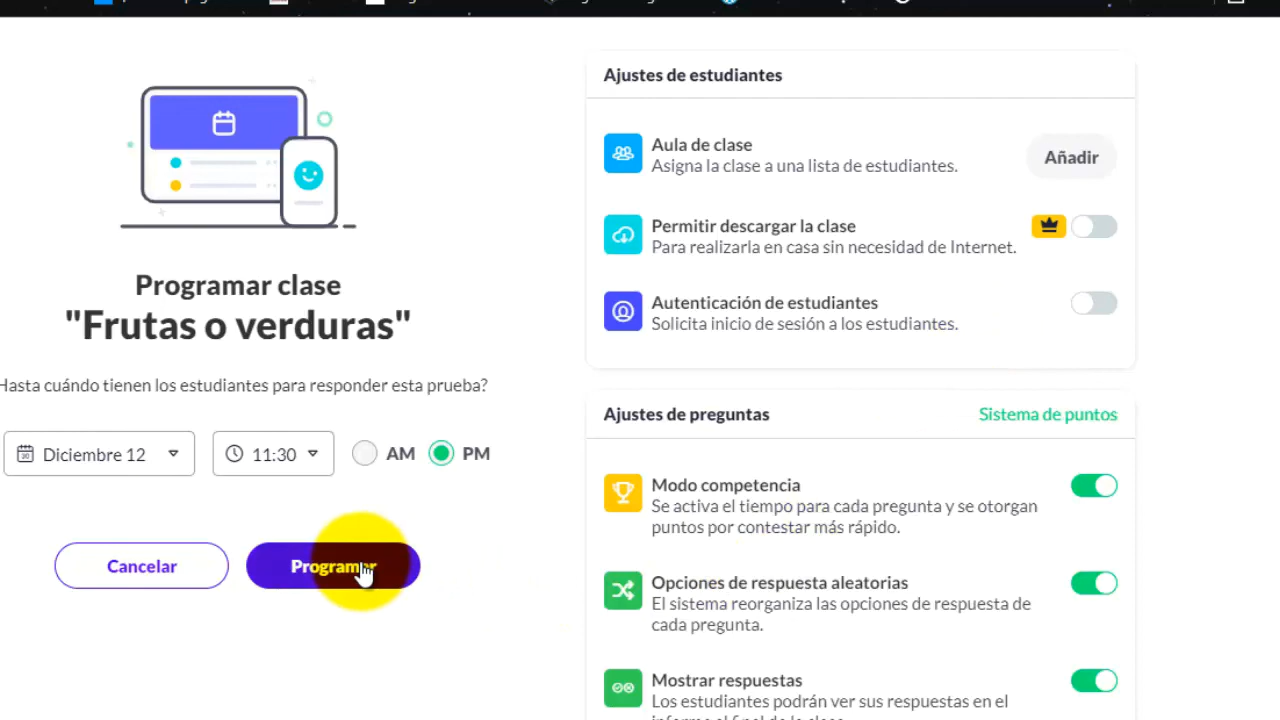 Programar clase
"Frutas o verduras"
Hasta cuándo tienen los estudiantes para responder esta prueba?
Diciembre 12
11:30
AM
PM
Cancelar
Programar
Ajustes de estudiantes
Aula de clase
Asigna la clase a una lista de estudiantes.
Añadir
Permitir descargar la clase
Para realizarla en casa sin necesidad de Internet.
Autenticación de estudiantes
Solicita inicio de sesión a los estudiantes.
Ajustes de preguntas
Sistema de puntos
Modo competencia
Se activa el tiempo para cada pregunta y se otorgan
puntos por contestar más rápido.
Opciones de respuesta aleatorias
El sistema reorganiza las opciones de respuesta de
cada pregunta.
Mostrar respuestas
Los estudiantes podrán ver sus respuestas en el